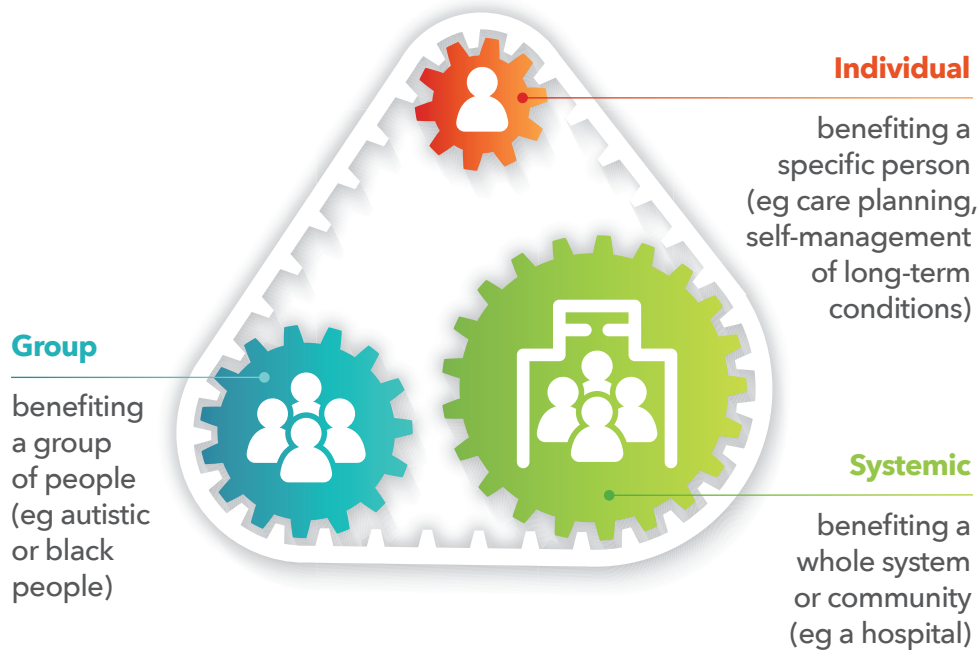 Individual
benefiting a
specific person
(eg care planning,
self-management
of long-term
conditions)
Group
benefiting
a group
of people
(eg autistic
or black
people)
Systemic
benefiting a
whole system
or community
(eg a hospital)